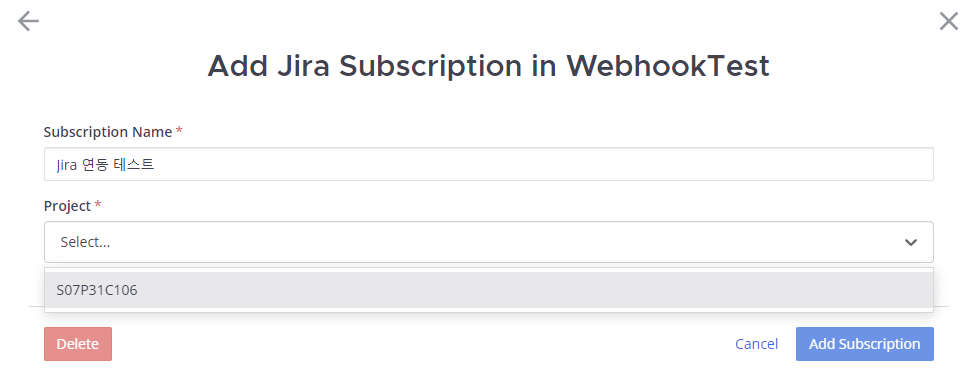 Add Jira Subscription in WebhookTest
Subscription Name *
Jira 연동 테스트
Project *
Select...
S07P31C106
Delete
Cancel
Add Subscription